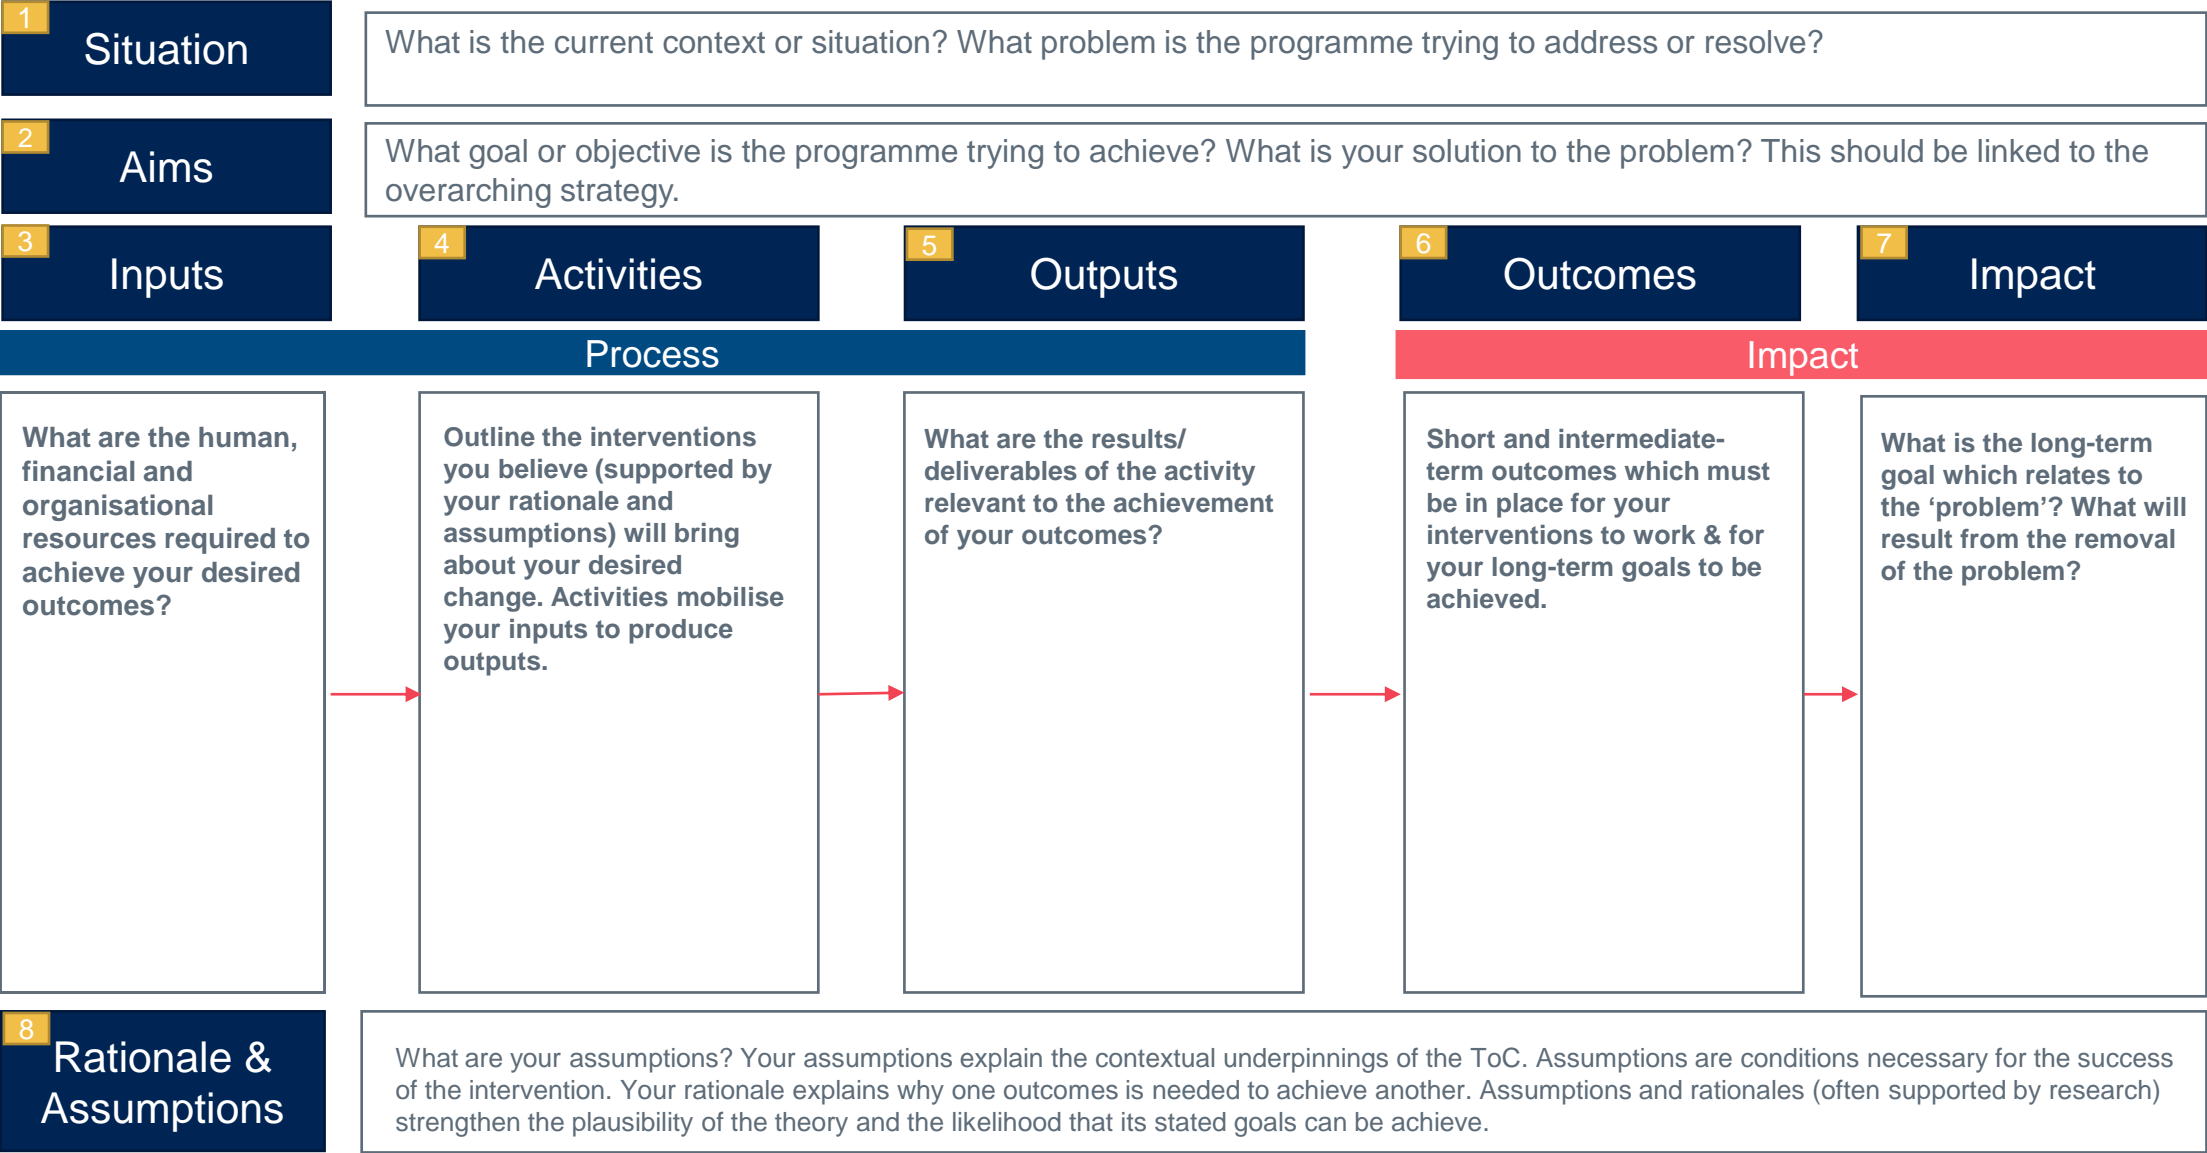 1
Situation
What is the current context or situation? What problem is the programme trying to address or resolve?
2
Aims
What goal or objective is the programme trying to achieve? What is your solution to the problem? This should be linked to the
overarching strategy.
3
Inputs
4
Activities
5
Outputs
6
Outcomes
7
Impact
Process
Impact
What are the human,
financial and
organisational
resources required to
achieve your desired
outcomes?
Outline the interventions
you believe (supported by
your rationale and
assumptions) will bring
about your desired
change. Activities mobilise
your inputs to produce
outputs.
What are the results/
deliverables of the activity
relevant to the achievement
of your outcomes?
Short and intermediate-
term outcomes which must
be in place for your
interventions to work & for
your long-term goals to be
achieved.
What is the long-term
goal which relates to
the ‘problem’? What will
result from the removal
of the problem?
8
Rationale &
Assumptions
What are your assumptions? Your assumptions explain the contextual underpinnings of the ToC. Assumptions are conditions necessary for the success
of the intervention. Your rationale explains why one outcomes is needed to achieve another. Assumptions and rationales (often supported by research)
strengthen the plausibility of the theory and the likelihood that its stated goals can be achieve.